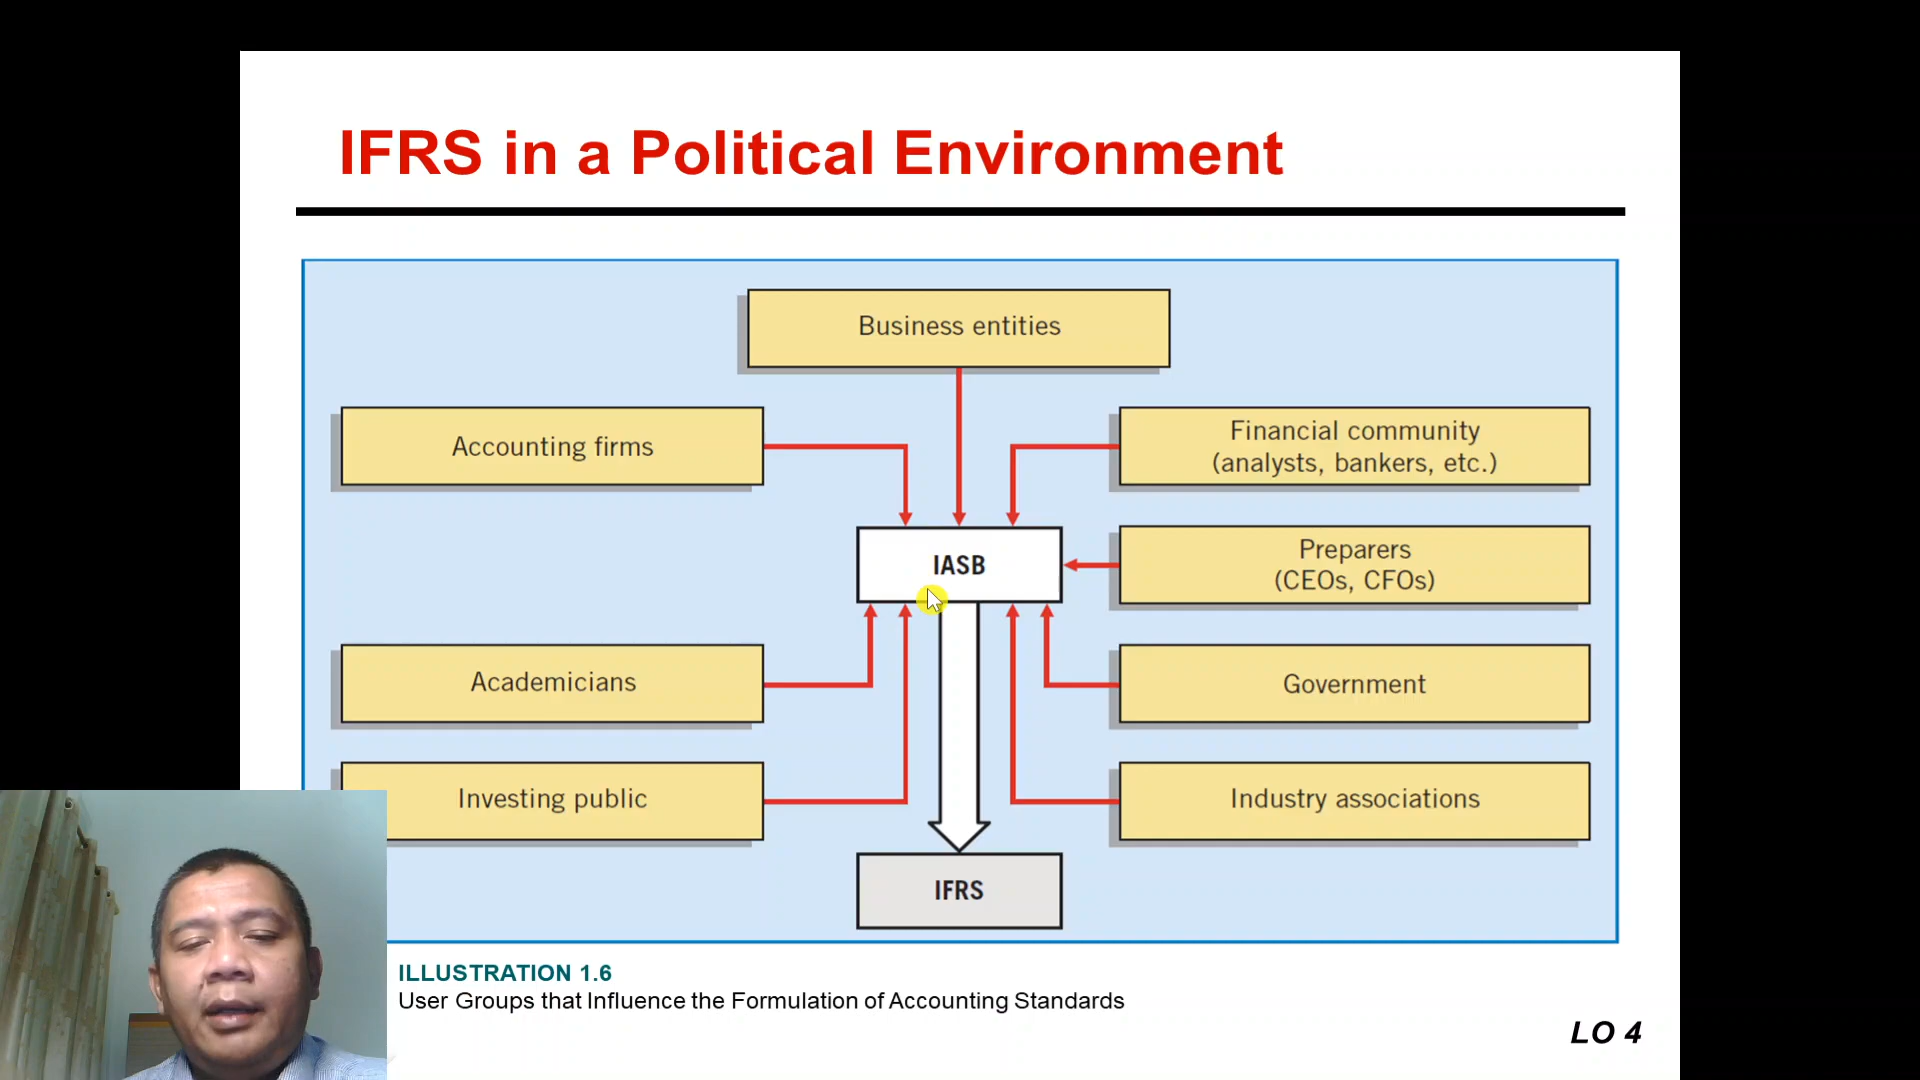 IFRS in a Political Environment
Business entities
Accounting firms
Financial community
(analysts, bankers, etc.)
IASB
Preparers
(CEOs, CFOs)
Academicians
Government
Investing public
Industry associations
IFRS
ILLUSTRATION 1.6
User Groups that Influence the Formulation of Accounting Standards
LO 4